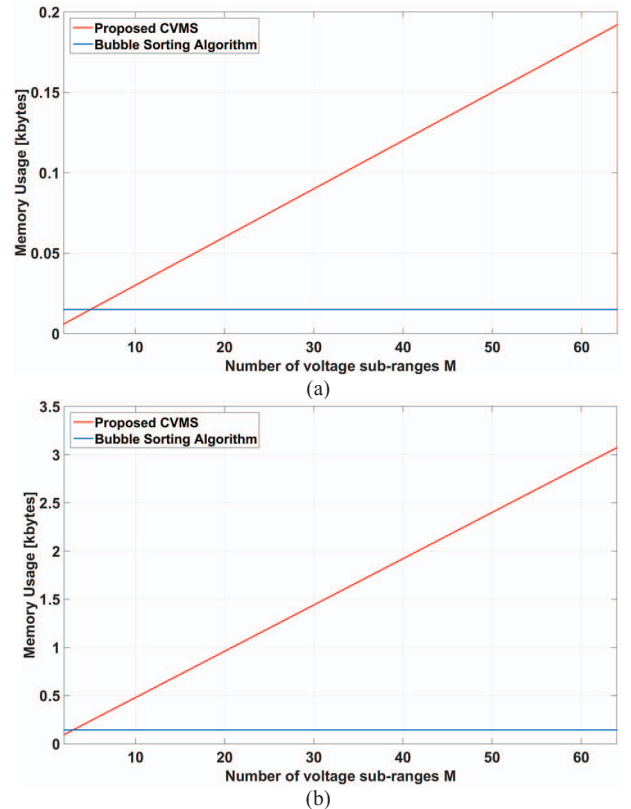 0.2
Proposed CVMS
Bubble Sorting Algorithm
0.15
0.1
0.05
0
Memory Usage [kbytes]
10 20 30 40 50 60
Number of voltage sub-ranges M
(a)
3.5
Proposed CVMS
Bubble Sorting Algorithm
3
2.5
2
1.5
1
0.5
0
Memory Usage [kbytes]
10 20 30 40 50 60
Number of voltage sub-ranges M
(b)